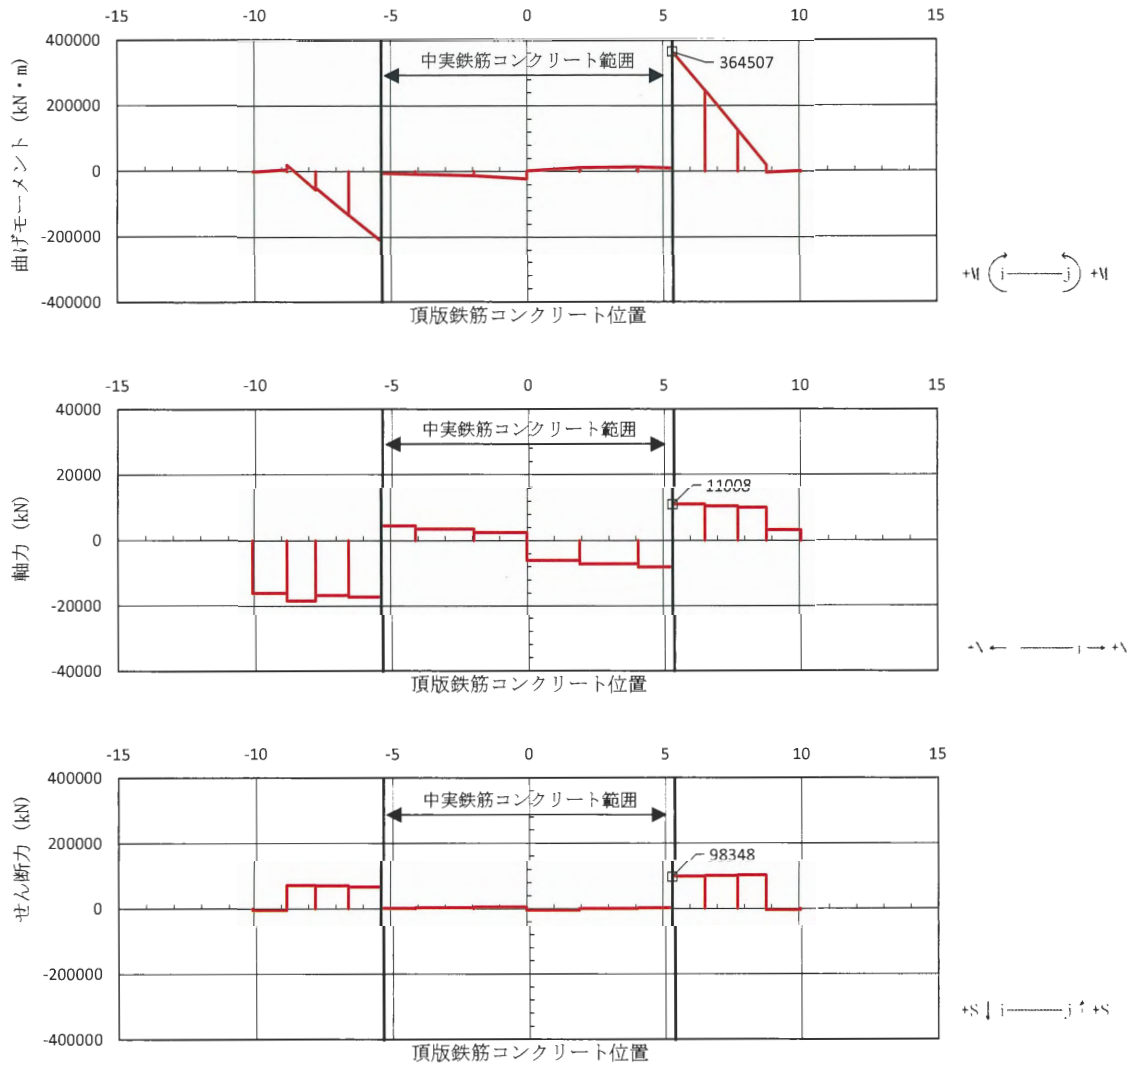 -15 -10 -5 0 5 10 15
400000
中実鉄筋コンクリート範囲
364507
200000
0
-200000
-400000
曲げモーメント (kN・m)
頂版鉄筋コンクリート位置
+M i j +M
-15 -10 -5 0 5 10 15
40000
中実鉄筋コンクリート範囲
20000
11008
0
-20000
-40000
軸力 (kN)
頂版鉄筋コンクリート位置
-15 -10 -5 0 5 10 15
400000
中実鉄筋コンクリート範囲
200000
98348
0
-200000
-400000
せん断力 (kN)
頂版鉄筋コンクリート位置
+S i j +S